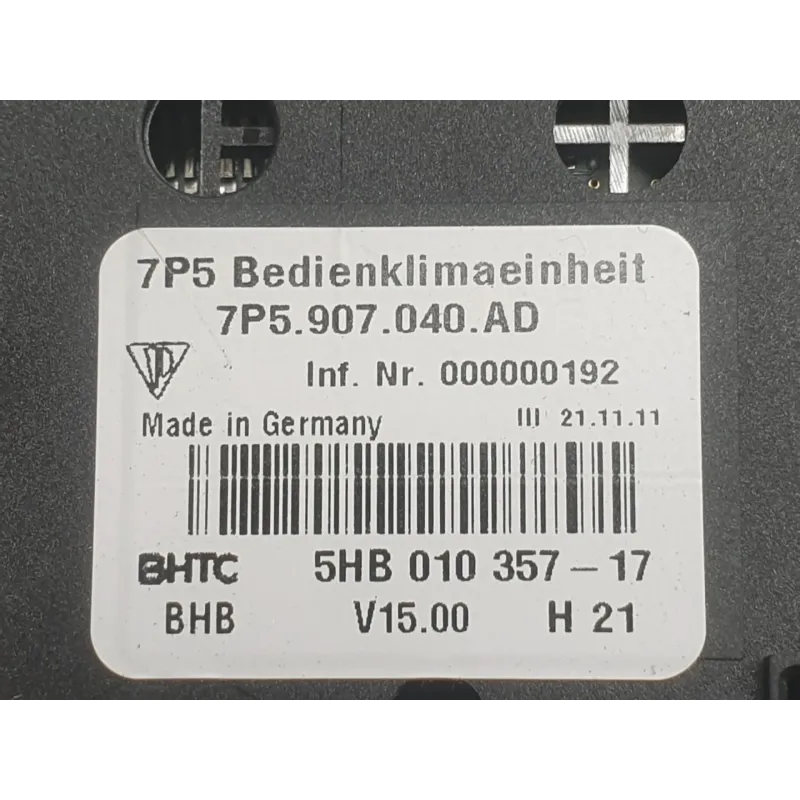 7P5 Bedienklimaeinheit
7P5.907.040.AD
Inf. Nr. 000000192
Made in Germany III 21.11.11
BHTC 5HB 010 357-17
BHB V15.00 H 21